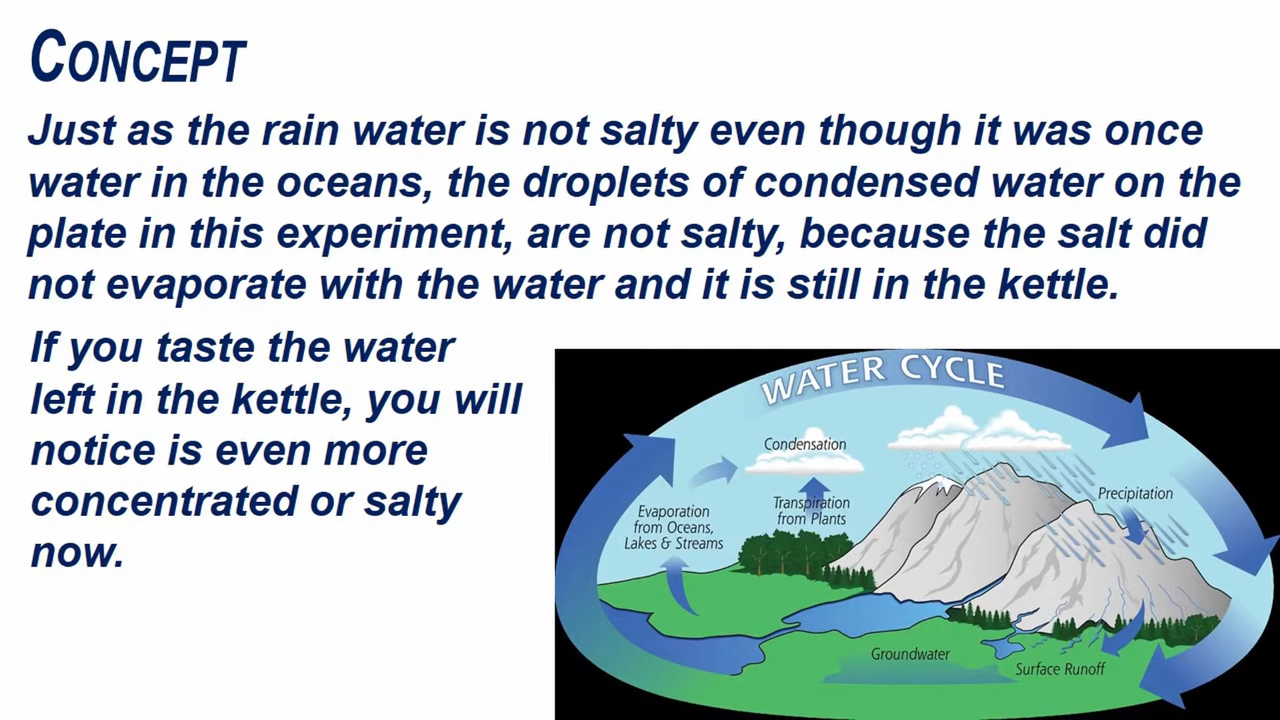 CONCEPT
Just as the rain water is not salty even though it was once
water in the oceans, the droplets of condensed water on the
plate in this experiment, are not salty, because the salt did
not evaporate with the water and it is still in the kettle.
If you taste the water
left in the kettle, you will
notice is even more
concentrated or salty
now.
WATER CYCLE
Condensation
Transpiration
from Plants
Evaporation
from Oceans,
Lakes & Streams
Precipitation
Groundwater
Surface Runoff